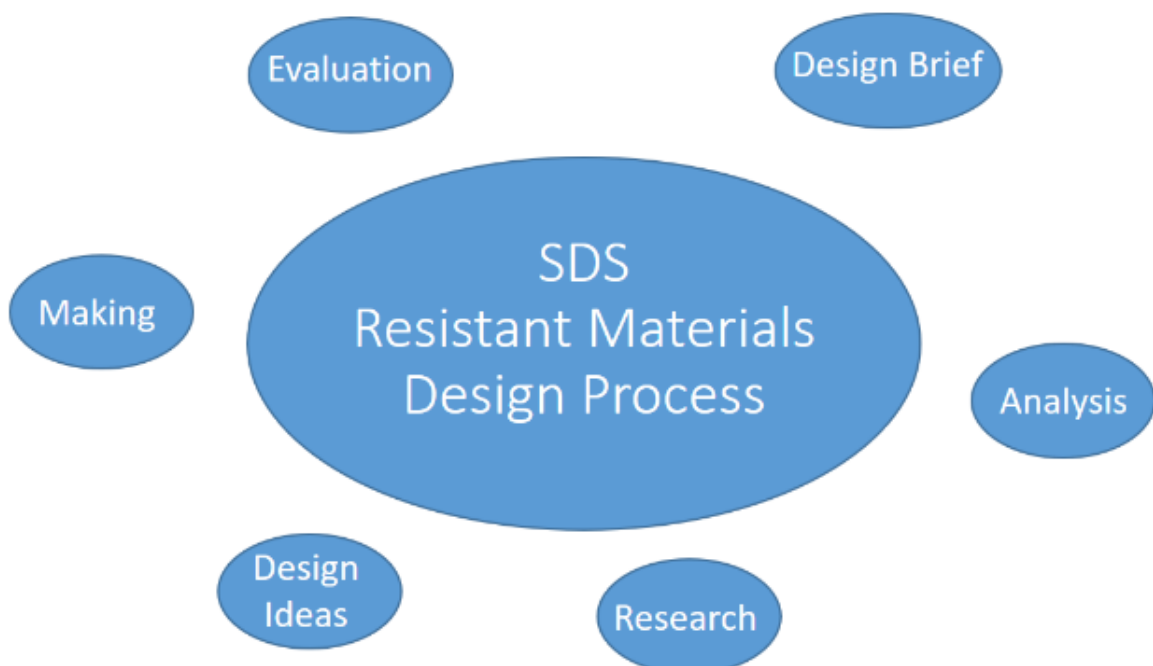 Evaluation
Design Brief
SDS
Resistant Materials
Design Process
Making
Analysis
Design
Ideas
Research